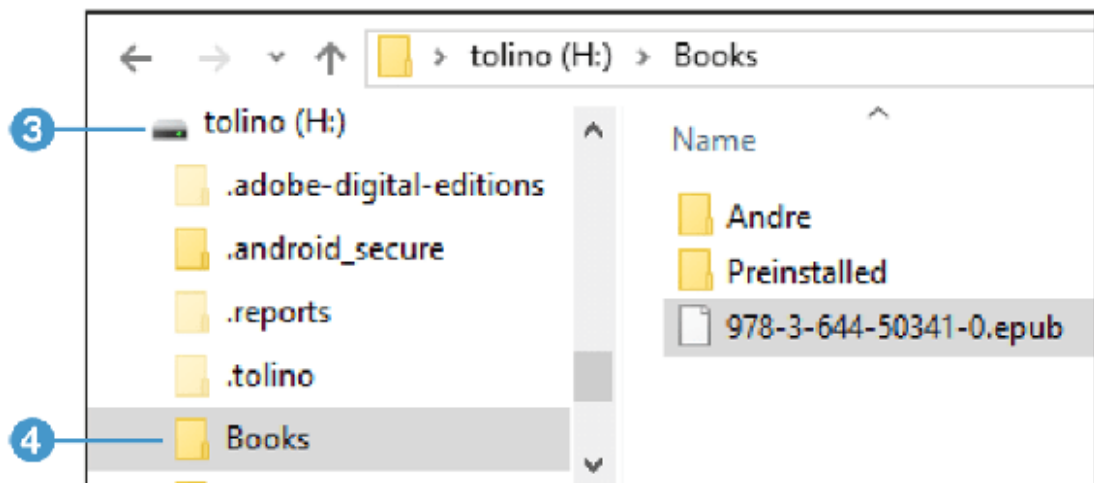 tolino (H:) › Books
3 tolino (H:)
.adobe-digital-editions
.android_secure
.reports
.tolino
4 Books
Name
Andre
Preinstalled
978-3-644-50341-0.epub